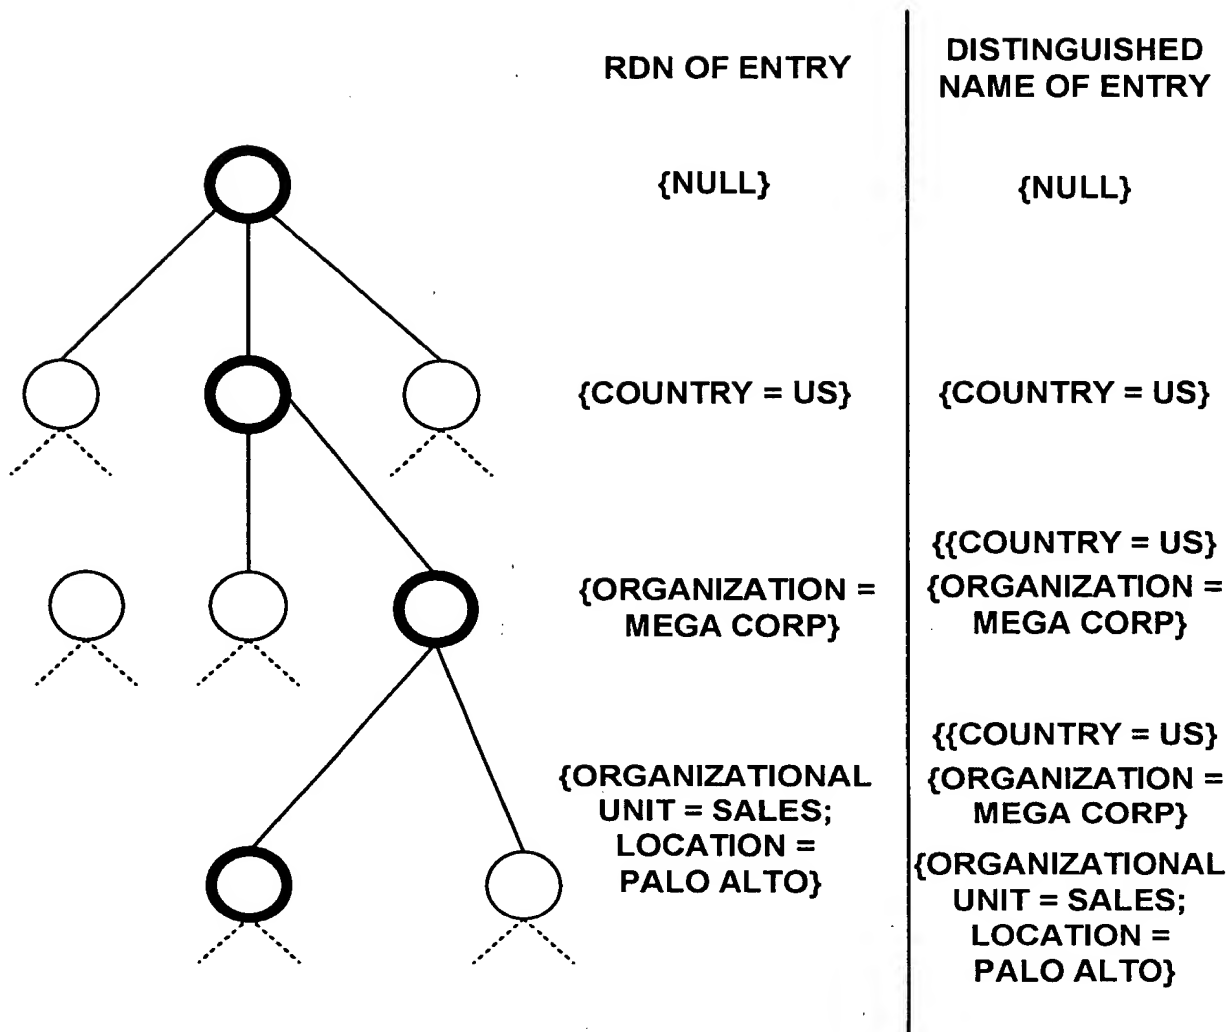 RDN OF ENTRY
DISTINGUISHED
NAME OF ENTRY
{NULL}
{NULL}
{COUNTRY = US}
{COUNTRY = US}
{ORGANIZATION =
MEGA CORP}
{{COUNTRY = US}
{ORGANIZATION =
MEGA CORP}
{ORGANIZATIONAL
UNIT = SALES;
LOCATION =
PALO ALTO}
{{COUNTRY = US}
{ORGANIZATION =
MEGA CORP}
{ORGANIZATIONAL
UNIT = SALES;
LOCATION =
PALO ALTO}